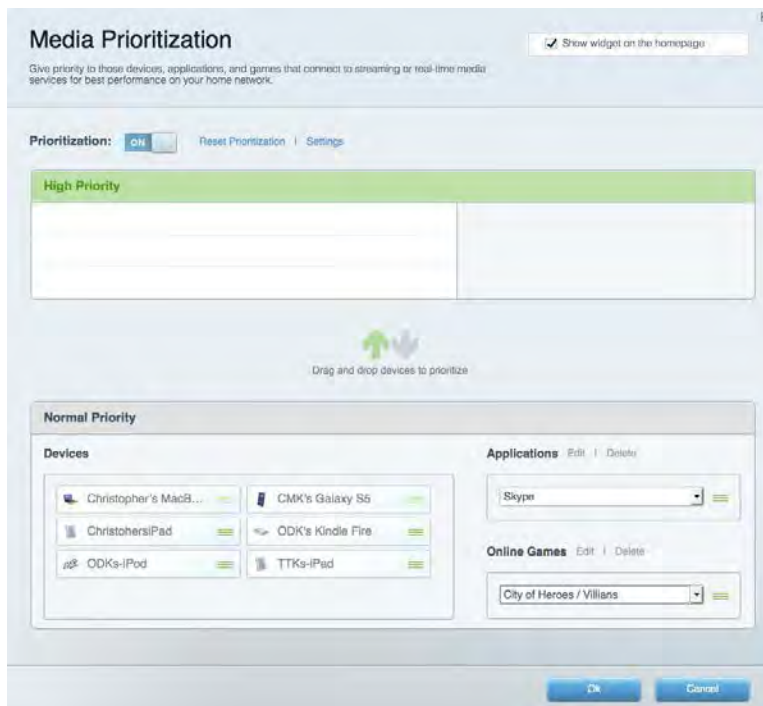 Media Prioritization
Show widget on the homepage
Give priority to those devices, applications, and games that connect to streaming or real-time media
services for best performance on your home network.
Prioritization: ON Reset Prioritization | Settings
High Priority
Drag and drop devices to prioritize
Normal Priority
Devices
Applications Edit | Delete
Christopher's MacB... CMK's Galaxy S5
Skype
ChristohersiPad ODK's Kindle Fire
ODKs-iPod TTKs-iPad
Online Games Edit | Delete
City of Heroes / Villians
Ok Cancel